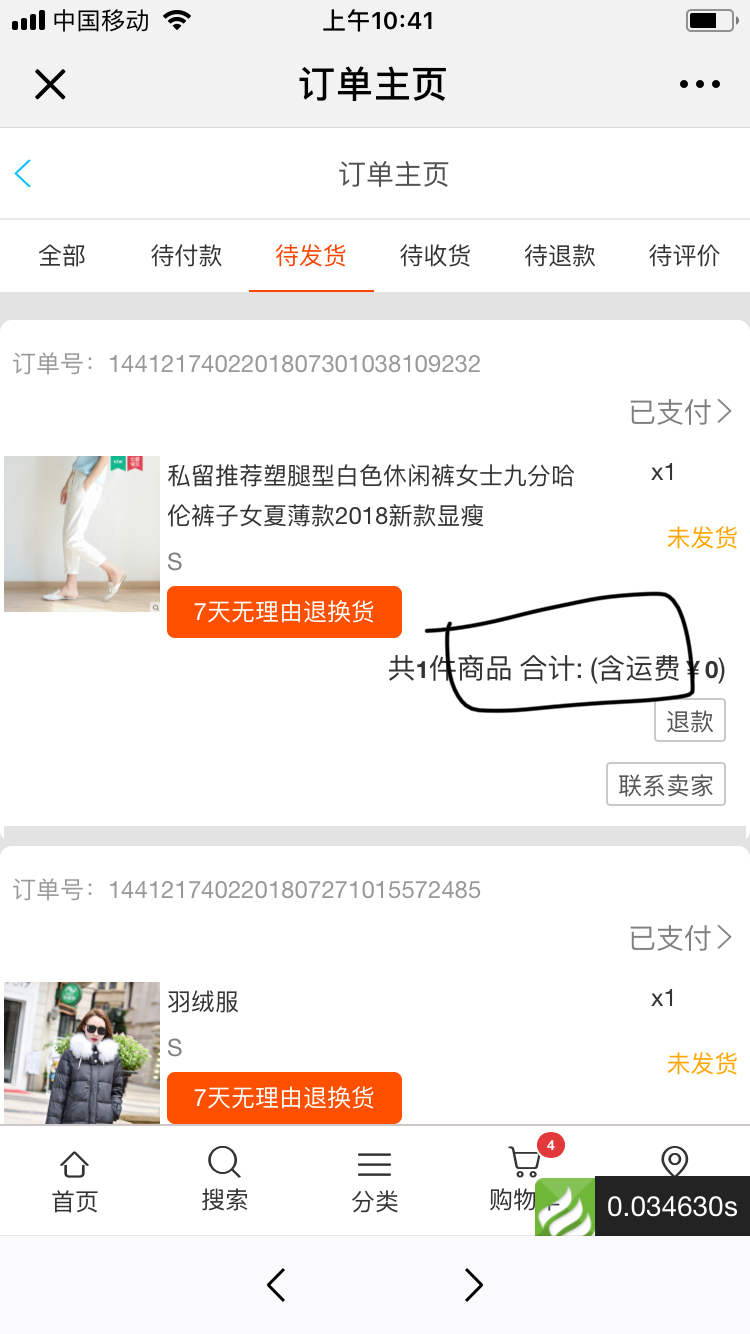 中国移动 上午10:41
订单主页
订单主页
全部 待付款 待发货 待收货 待退款 待评价
订单号：14412174022018073010381 09232
已支付
私留推荐塑腿型白色休闲裤女士九分哈 x1
伦裤子女夏薄款2018新款显瘦
未发货
S
7天无理由退换货
共1件商品 合计: (含运费￥0)
退款
联系卖家
订单号：1441217402201807271015572485
已支付
羽绒服 x1
S
未发货
7天无理由退换货
4
首页 搜索 分类 购物车
0.034630s